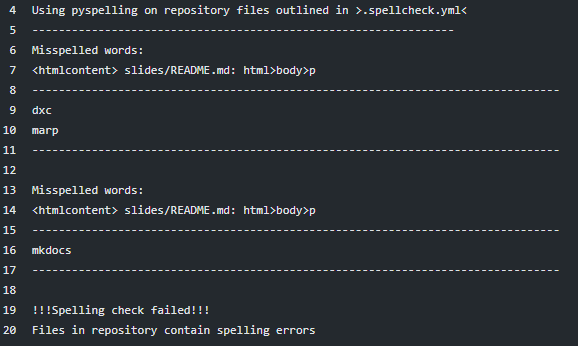 4 Using pyspelling on repository files outlined in >.spellcheck.yml<
5 ----------------------------------------------------------------
6 Misspelled words:
7 <htmlcontent> slides/README.md: html>body>p
8 --------------------------------------------------------------------------------
9 dxc
10 marp
11 --------------------------------------------------------------------------------
12
13 Misspelled words:
14 <htmlcontent> slides/README.md: html>body>p
15 --------------------------------------------------------------------------------
16 mkdocs
17 --------------------------------------------------------------------------------
18
19 !!!Spelling check failed!!!
20 Files in repository contain spelling errors